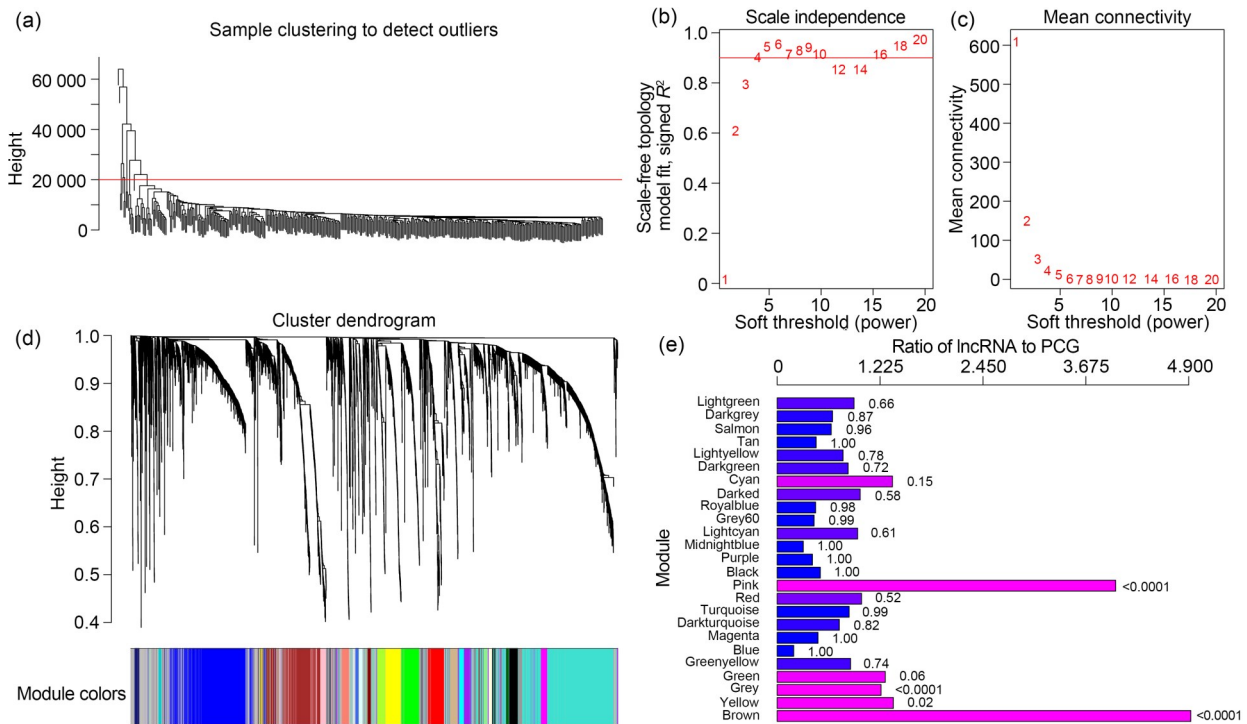 (a)
Sample clustering to detect outliers
Height
60 000
40 000
20 000
0
(b)
Scale independence
Scale-free topology
model fit, signed R²
1.0
0.8
0.6
0.4
0.2
0
1
2
3
4
5
6
7
8
9
10
12
14
16
18
20
5 10 15 20
Soft threshold (power)
(c)
Mean connectivity
Mean connectivity
600
500
400
300
200
100
0
1
2
3
4
5
6
7
8
9
10
12
14
16
18
20
5 10 15 20
Soft threshold (power)
(d)
Cluster dendrogram
Height
1.0
0.9
0.8
0.7
0.6
0.5
0.4
Module colors
(e)
Ratio of lncRNA to PCG
0 1.225 2.450 3.675 4.900
Module
Lightgreen 0.66
Darkgrey 0.87
Salmon 0.96
Tan 1.00
Lightyellow 0.78
Darkgreen 0.72
Cyan 0.15
Darked 0.58
Royalblue 0.98
Grey60 0.99
Lightcyan 0.61
Midnightblue 1.00
Purple 1.00
Black 1.00
Pink <0.0001
Red 0.52
Turquoise 0.99
Darkturquoise 0.82
Magenta 1.00
Blue 1.00
Greenyellow 0.74
Green 0.06
Grey <0.0001
Yellow 0.02
Brown <0.0001